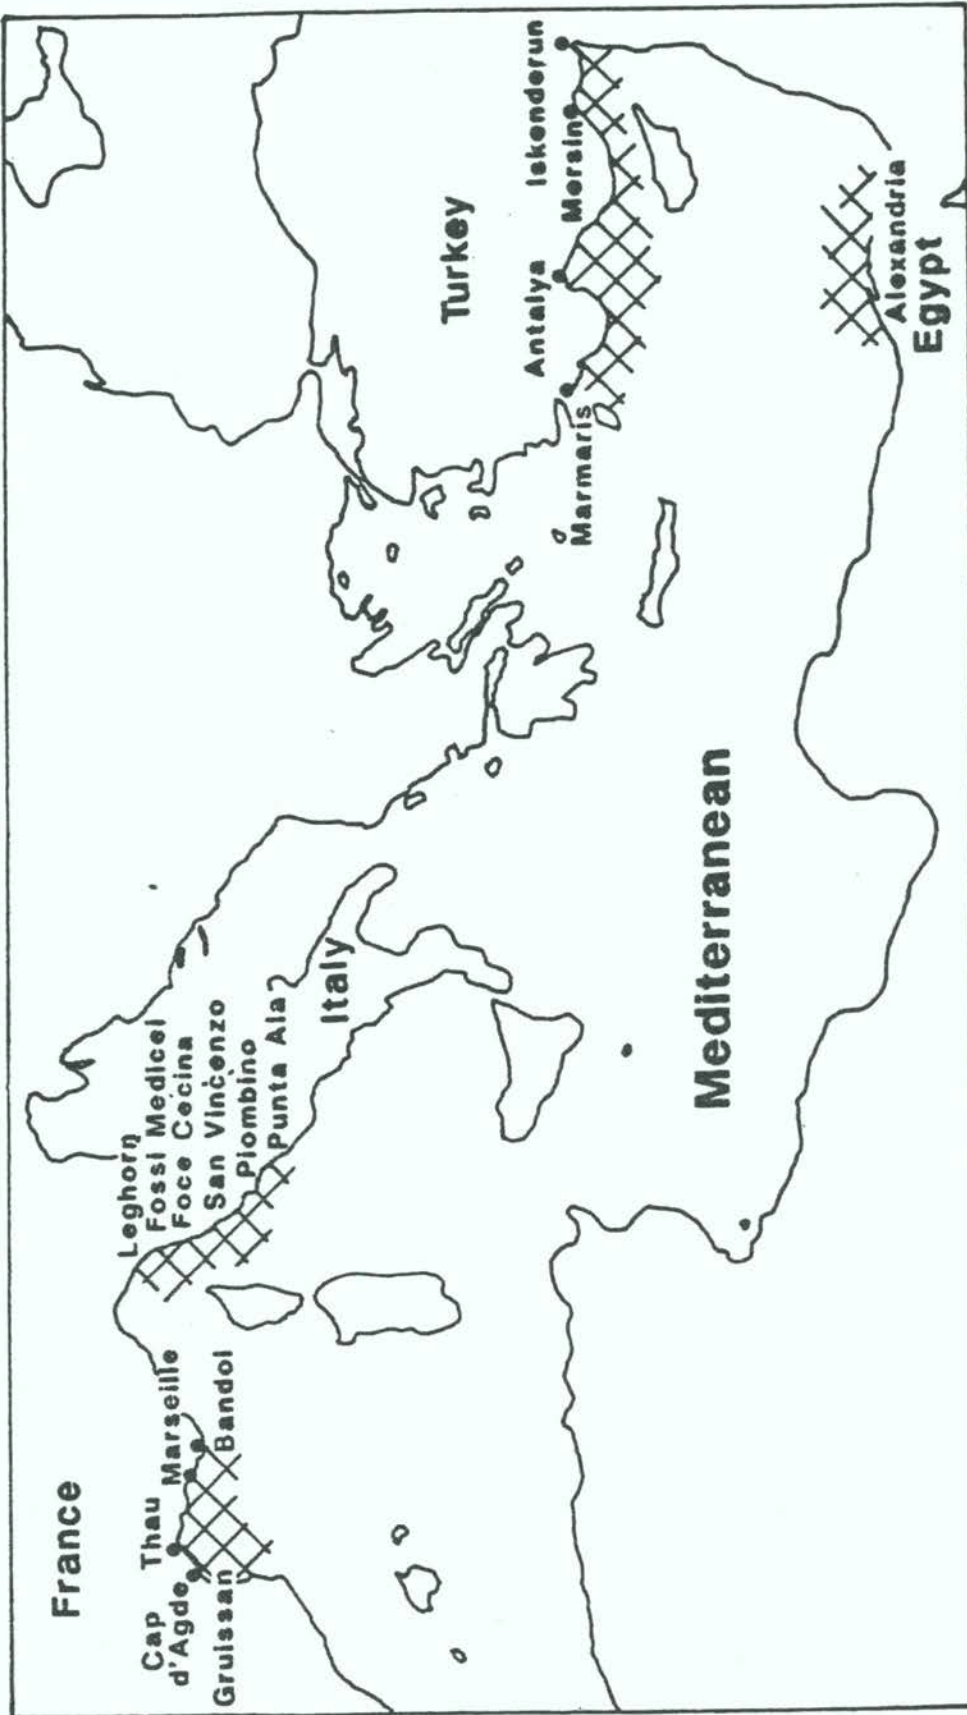 France
Cap
d'Agde
Thau
Marseille
Gruissan
Bandol
Leghorn
Fossi Medicei
Foce Cecina
San Vincenzo
Piombino
Punta Ala
Italy
Mediterranean
Turkey
Marmaris
Antalya
Mersin
Iskenderun
Alexandria
Egypt